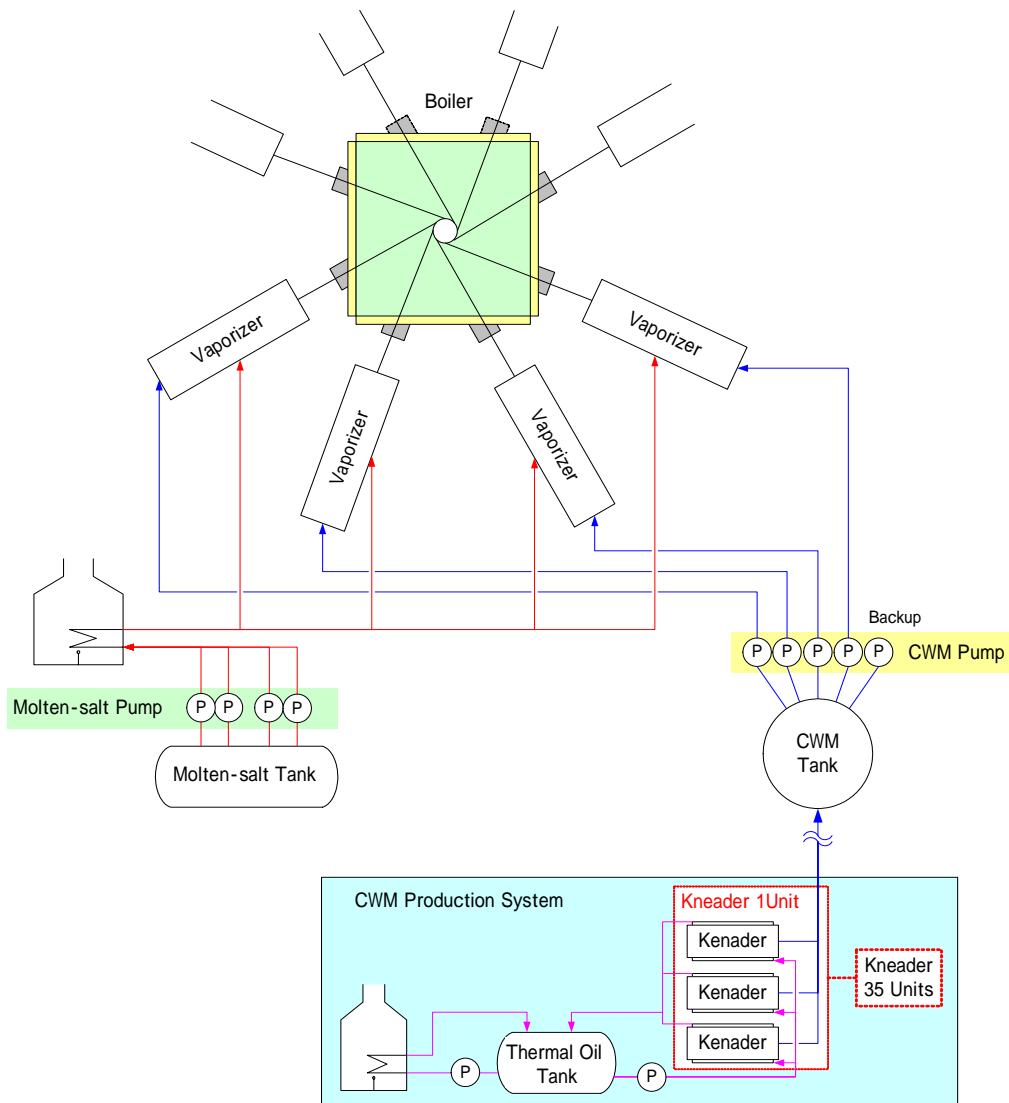 Boiler
Vaporizer
Vaporizer
Vaporizer
Vaporizer
Backup
P
P
P
P
P
CWM Pump
Molten-salt Pump
P
P
P
P
CWM
Tank
Molten-salt Tank
CWM Production System
Kneader 1Unit
Kenader
Kenader
Kenader
Kneader
35 Units
Thermal Oil
Tank
P
P